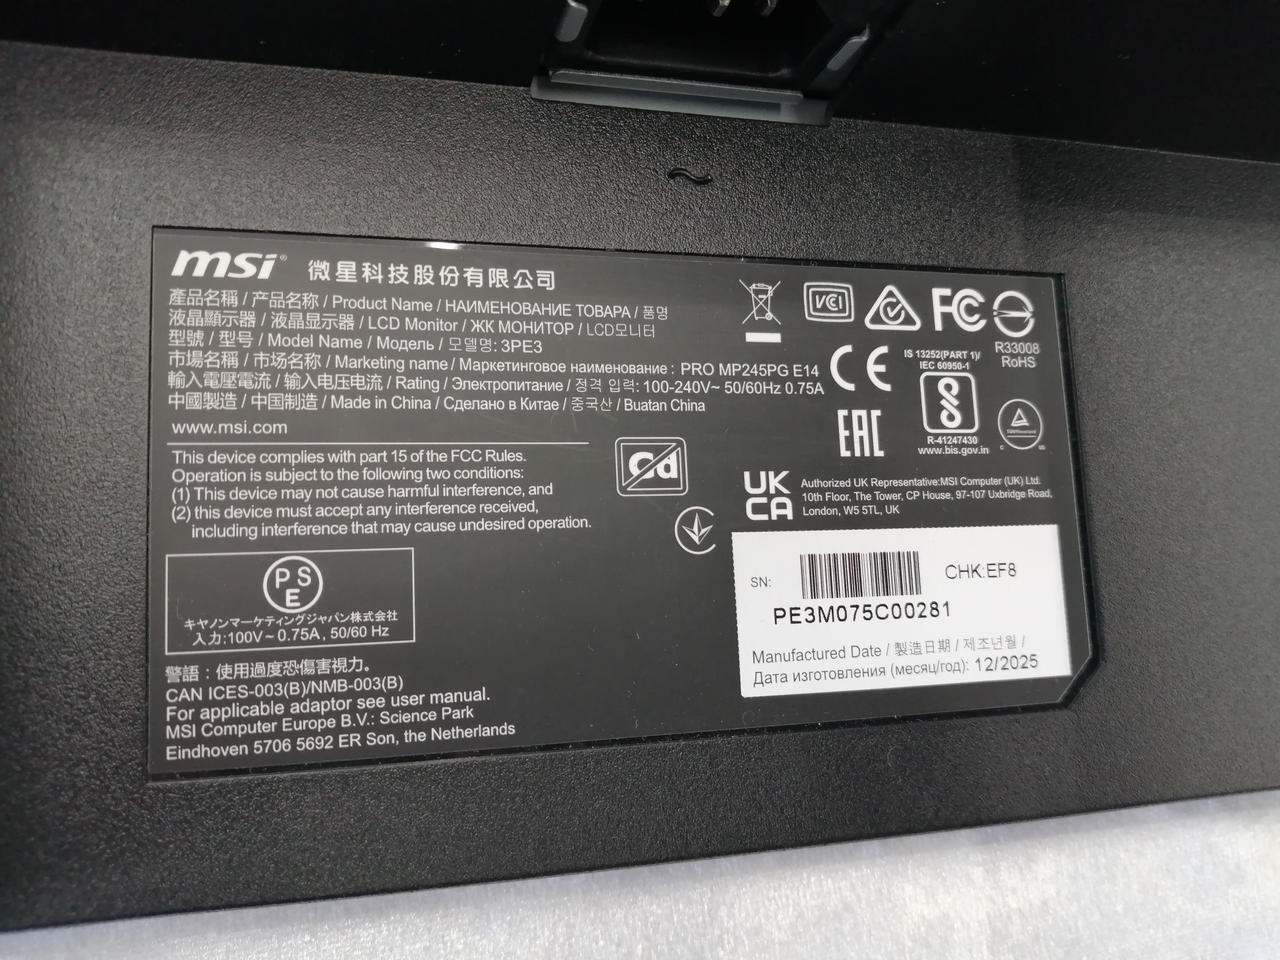 msi® 微星科技股份有限公司
產品名稱 / 产品名称 / Product Name / НАИМЕНОВАНИЕ ТОВАРА / 품명
液晶顯示器 / 液晶显示器 / LCD Monitor / ЖК МОНИТОР / LCD모니터
型號 / 型号 / Model Name / Модель / 모델명: 3PE3
市場名稱 / 市场名称 / Marketing name / Маркетинговое наименование : PRO MP245PG E14
輸入電壓電流 / 输入电压电流 / Rating / Электропитание / 정격 입력: 100-240V~ 50/60Hz 0.75A
中國製造 / 中国制造 / Made in China / Сделано в Китае / 중국산 / Buatan China
www.msi.com
This device complies with part 15 of the FCC Rules.
Operation is subject to the following two conditions:
(1) This device may not cause harmful interference, and
(2) this device must accept any interference received,
including interference that may cause undesired operation.
Cd
VCCI
FC
R33008
RoHS
CE
IS 13252(PART 1)/
IEC 60950-1
R-41247430
www.bis.gov.in
EAC
UK
CA
Authorized UK Representative:MSI Computer (UK) Ltd.
10th Floor, The Tower, CP House, 97-107 Uxbridge Road,
London, W5 5TL, UK
PS
E
キヤノンマーケティングジャパン株式会社
入力:100V~0.75A , 50/60 Hz
警語：使用過度恐傷害視力。
CAN ICES-003(B)/NMB-003(B)
For applicable adaptor see user manual.
MSI Computer Europe B.V.: Science Park
Eindhoven 5706 5692 ER Son, the Netherlands
SN:
CHK:EF8
PE3M075C00281
Manufactured Date / 製造日期 / 제조년월 /
Дата изготовления (месяц/год): 12/2025